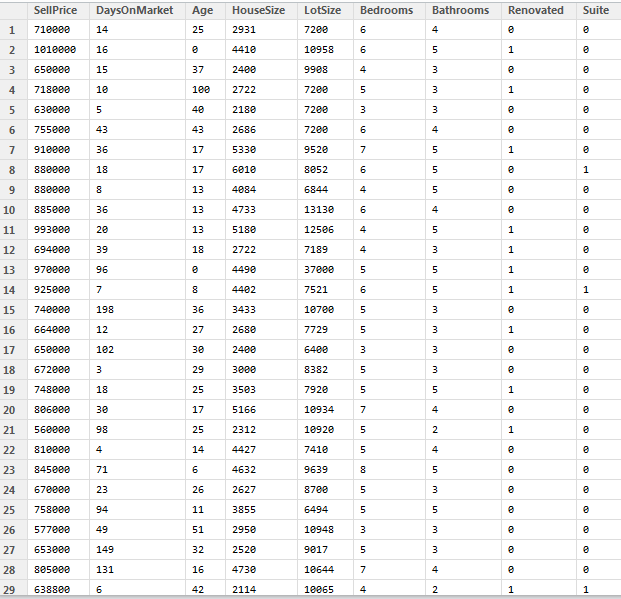 SellPrice DaysOnMarket Age HouseSize LotSize Bedrooms Bathrooms Renovated Suite
1 710000 14 25 2931 7200 6 4 0 0
2 1010000 16 0 4410 10958 6 5 1 0
3 650000 15 37 2400 9908 4 3 0 0
4 718000 10 100 2722 7200 5 3 1 0
5 630000 5 40 2180 7200 3 3 0 0
6 755000 43 43 2686 7200 6 4 0 0
7 910000 36 17 5330 9520 7 5 1 0
8 880000 18 17 6010 8052 6 5 0 1
9 880000 8 13 4084 6844 4 5 0 0
10 885000 36 13 4733 13130 6 4 0 0
11 993000 20 13 5180 12506 4 5 1 0
12 694000 39 18 2722 7189 4 3 1 0
13 970000 96 0 4490 37000 5 5 1 0
14 925000 7 8 4402 7521 6 5 1 1
15 740000 198 36 3433 10700 5 3 0 0
16 664000 12 27 2680 7729 5 3 1 0
17 650000 102 30 2400 6400 3 3 0 0
18 672000 3 29 3000 8382 5 3 0 0
19 748000 18 25 3503 7920 5 5 1 0
20 806000 30 17 5166 10934 7 4 0 0
21 560000 98 25 2312 10920 5 2 1 0
22 810000 4 14 4427 7410 5 4 0 0
23 845000 71 6 4632 9639 8 5 0 0
24 670000 23 26 2627 8700 5 3 0 0
25 758000 94 11 3855 6494 5 5 0 0
26 577000 49 51 2950 10948 3 3 0 0
27 653000 149 32 2520 9017 5 3 0 0
28 805000 131 16 4730 10644 7 4 0 0
29 638800 6 42 2114 10065 4 2 1 1